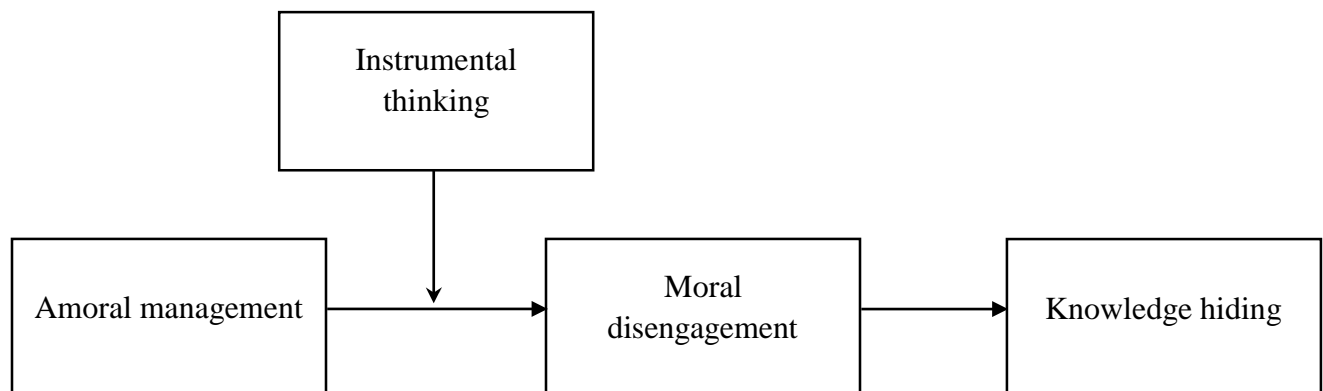 Instrumental
thinking
Amoral management
Moral
disengagement
Knowledge hiding